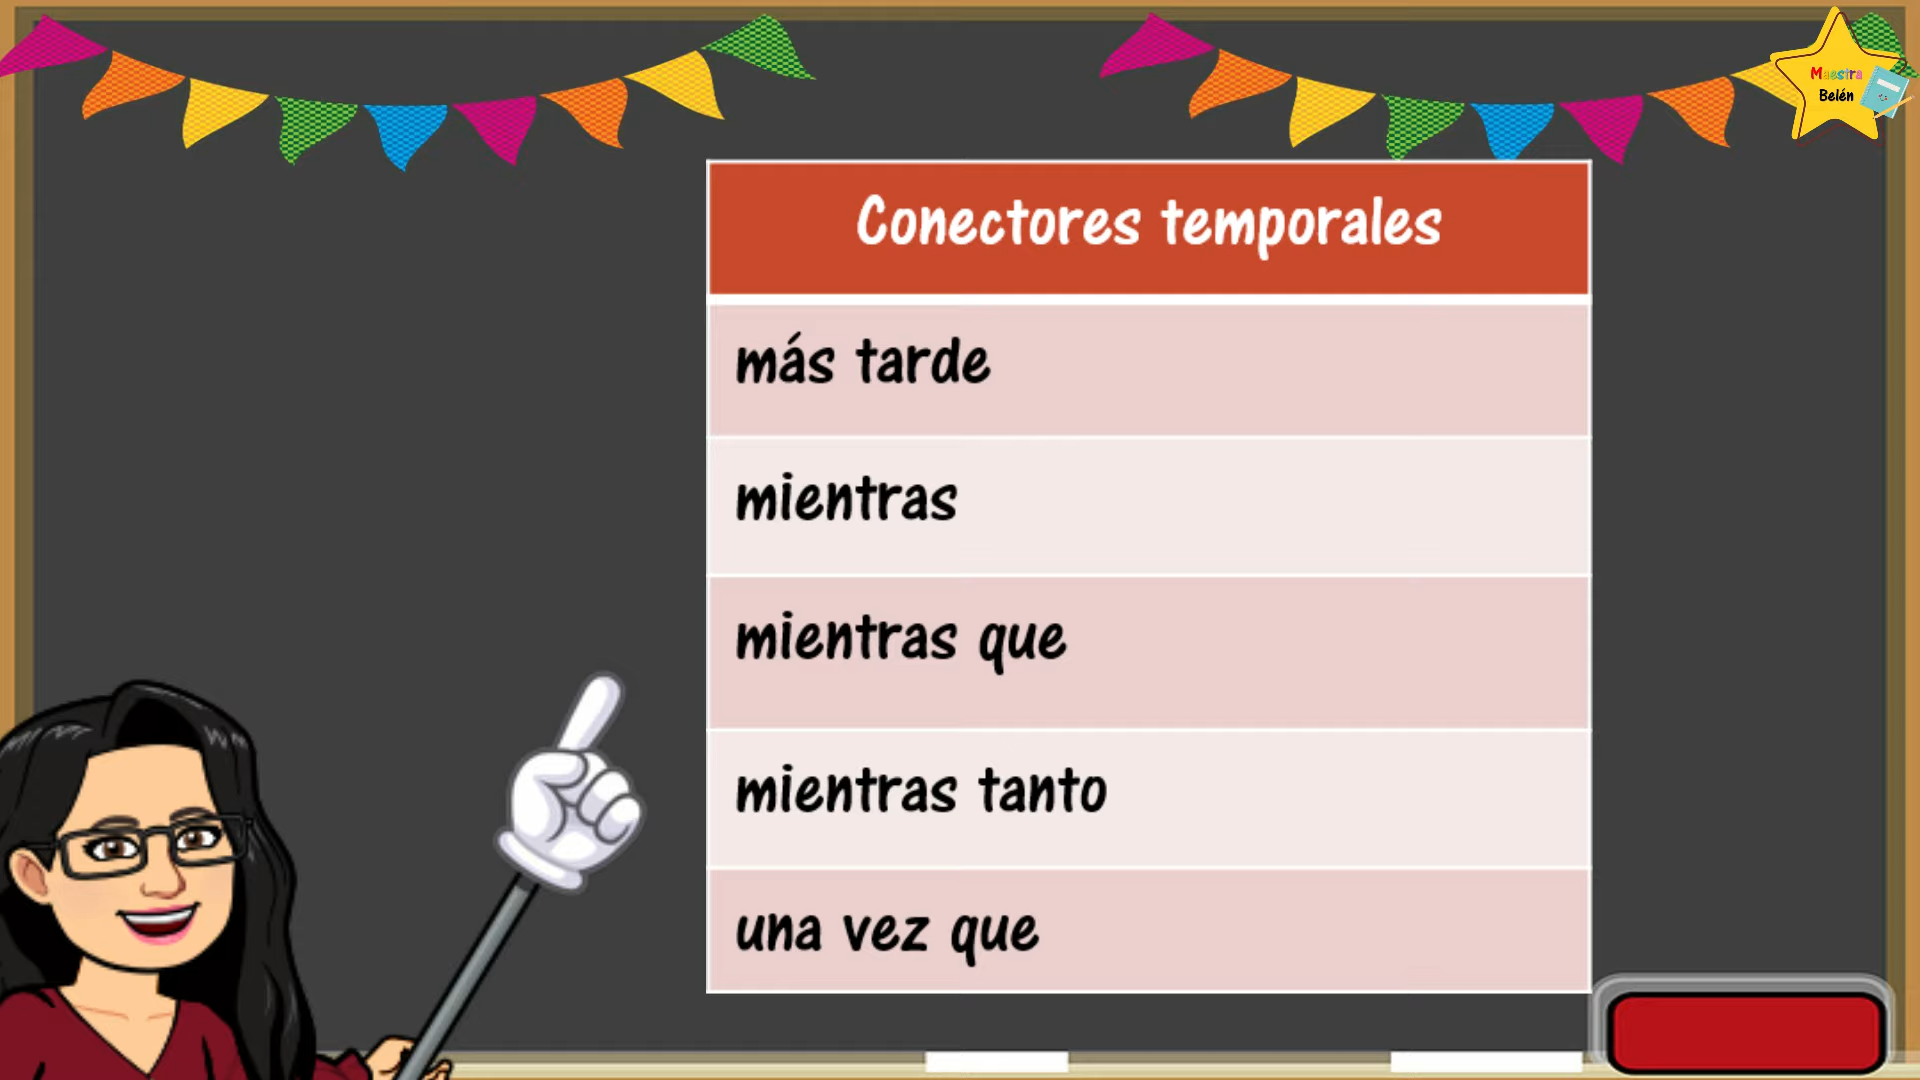 Maestra
Belén
Conectores temporales
más tarde
mientras
mientras que
mientras tanto
una vez que